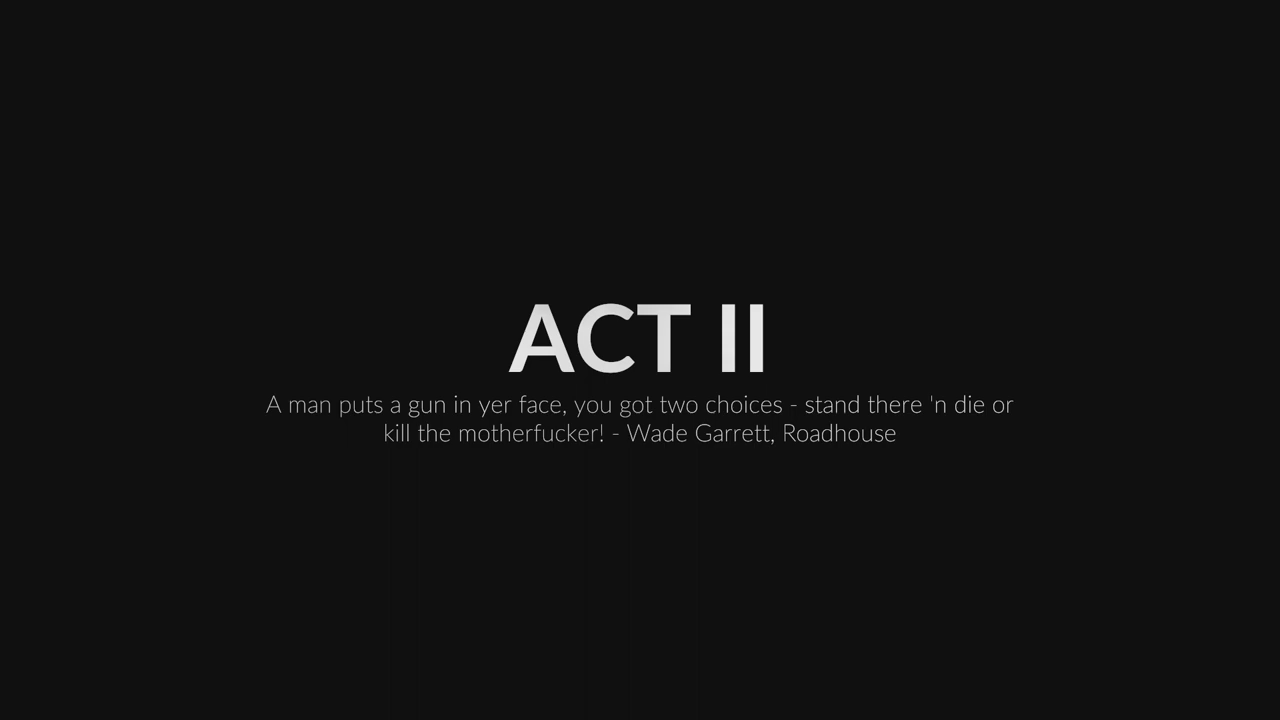 ACT II
A man puts a gun in yer face, you got two choices - stand there 'n die or
kill the motherfucker! - Wade Garrett, Roadhouse